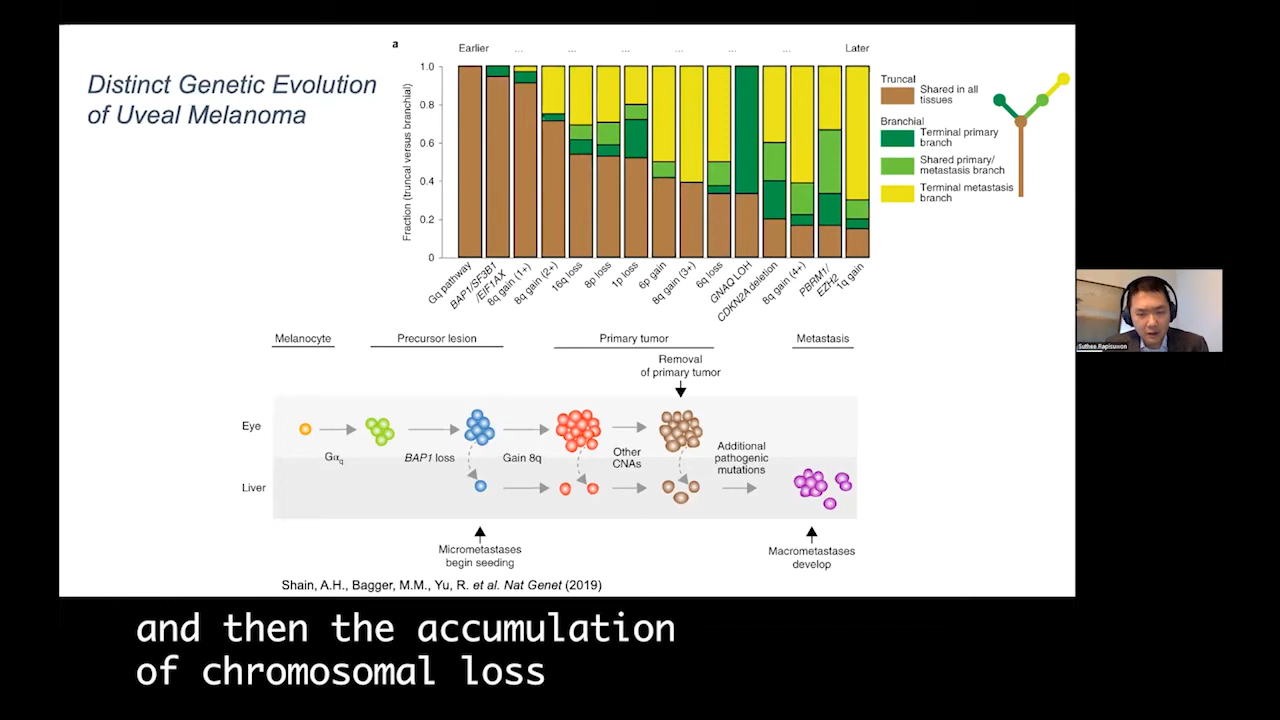 Distinct Genetic Evolution
of Uveal Melanoma
a
Earlier ... ... ... ... ... ... Later
Fraction (truncal versus branchial)
1.0
0.8
0.6
0.4
0.2
0
Gq pathway
BAP1/SF3B1
/EIF1AX
8q gain (1+)
8q gain (2+)
16q loss
8p loss
1p loss
6p gain
8q gain (3+)
6q loss
GNAQ LOH
CDKN2A deletion
8q gain (4+)
PBRM1/
EZH2
1q gain
Truncal
Shared in all
tissues
Branchial
Terminal primary
branch
Shared primary/
metastasis branch
Terminal metastasis
branch
Suthee Rapisuwon
Melanocyte
Precursor lesion
Primary tumor
Metastasis
Removal
of primary tumor
Eye
Gαq
BAP1 loss
Gain 8q
Other
CNAs
Additional
pathogenic
mutations
Liver
Micrometastases
begin seeding
Macrometastases
develop
Shain, A.H., Bagger, M.M., Yu, R. et al. Nat Genet (2019)
and then the accumulation
of chromosomal loss